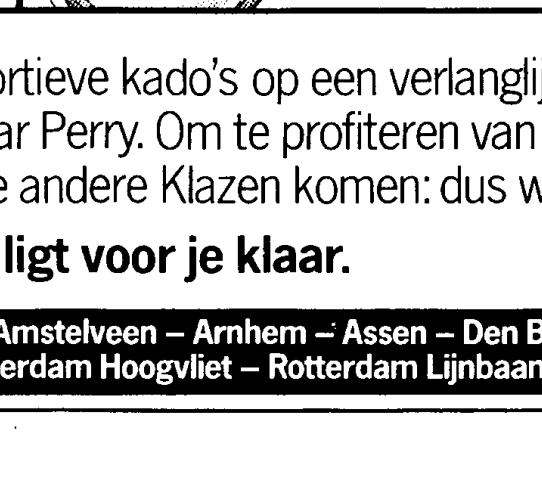 ortieve kado's op een verlanglij
ar Perry. Om te profiteren van
e andere Klazen komen: dus w
ligt voor je klaar.
Amstelveen – Arnhem – Assen – Den B
erdam Hoogvliet – Rotterdam Lijnbaan